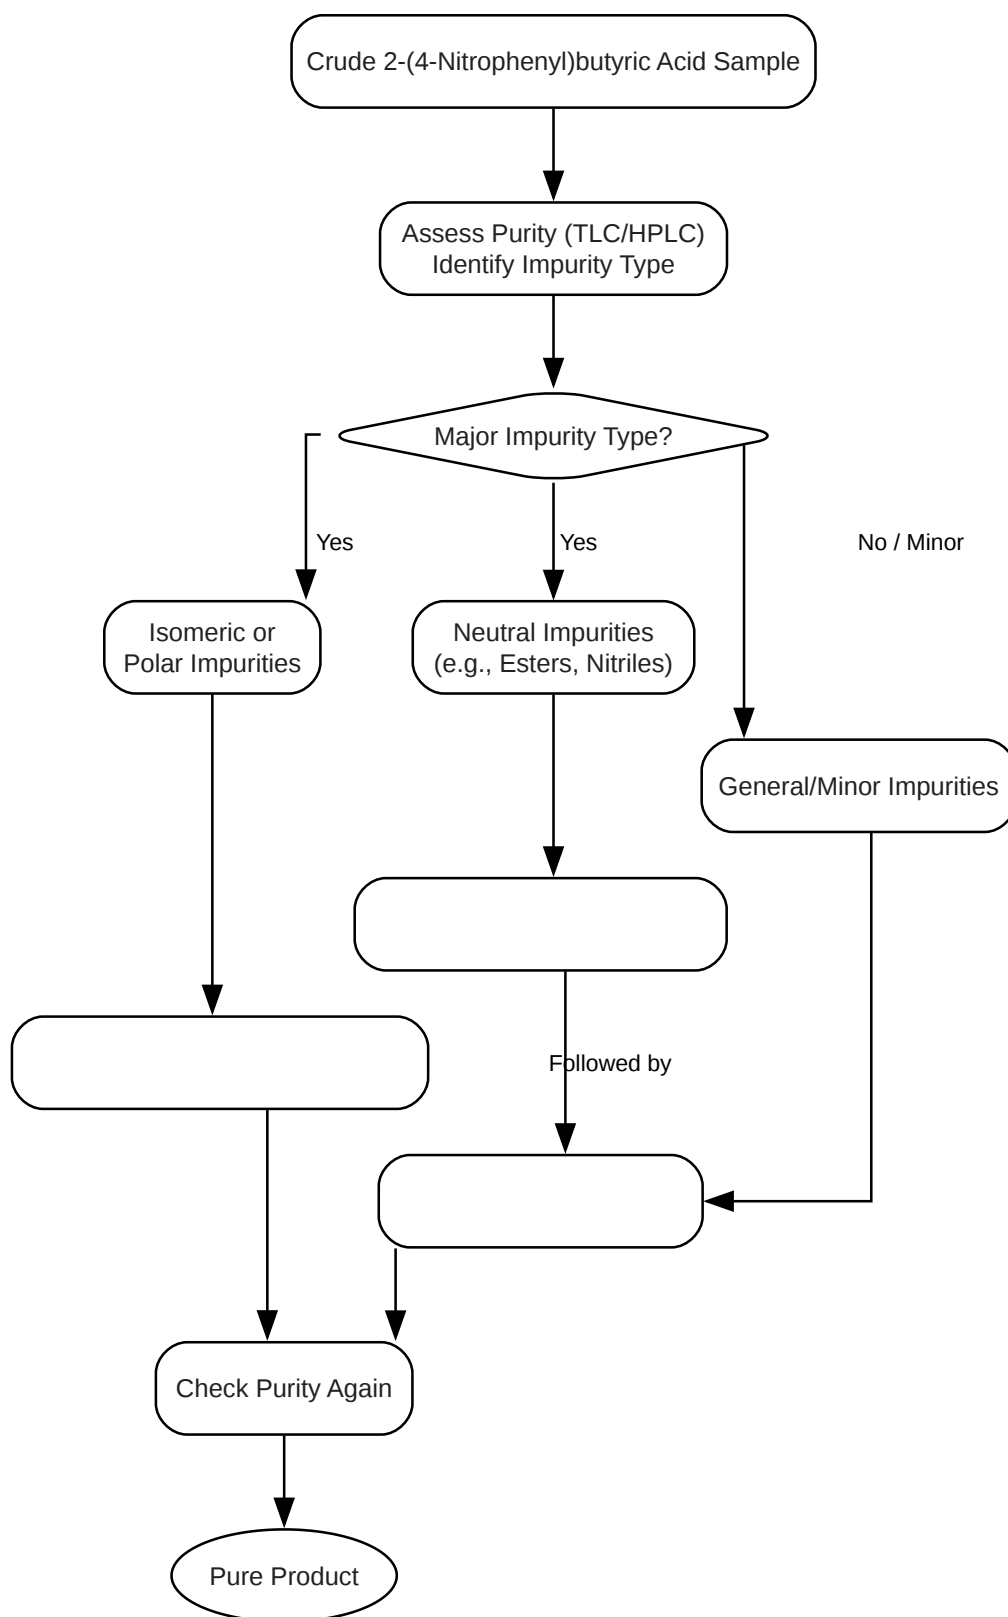 Crude 2-(4-Nitrophenyl)butyric Acid Sample
Assess Purity (TLC/HPLC)
Identify Impurity Type
Major Impurity Type?
Yes
Yes
No / Minor
Isomeric or
Polar Impurities
Neutral Impurities
(e.g., Esters, Nitriles)
General/Minor Impurities
Followed by
Check Purity Again
Pure Product